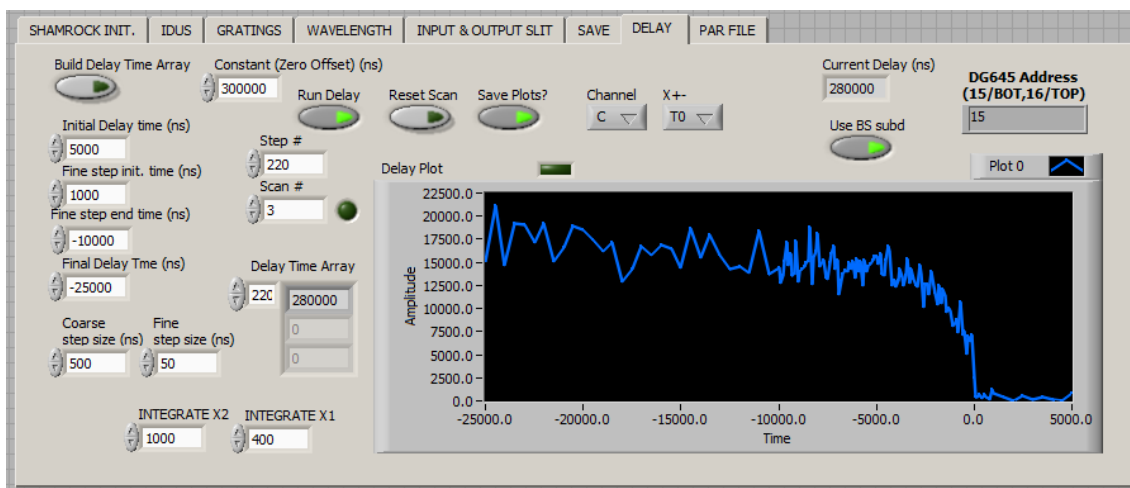 SHAMROCK INIT. IDUS GRATINGS WAVELENGTH INPUT & OUTPUT SLIT SAVE DELAY PAR FILE
Build Delay Time Array
Constant (Zero Offset) (ns)
300000
Run Delay
Reset Scan
Save Plots?
Channel
C
X+-
T0
Current Delay (ns)
280000
DG645 Address
(15/BOT,16/TOP)
15
Use BS subd
Initial Delay time (ns)
5000
Fine step init. time (ns)
1000
Fine step end time (ns)
-10000
Final Delay Tme (ns)
-25000
Coarse
step size (ns)
500
Fine
step size (ns)
50
Step #
220
Scan #
3
Delay Time Array
220
280000
0
0
INTEGRATE X2
1000
INTEGRATE X1
400
Delay Plot
Plot 0
Amplitude
22500.0
20000.0
17500.0
15000.0
12500.0
10000.0
7500.0
5000.0
2500.0
0.0
-25000.0 -20000.0 -15000.0 -10000.0 -5000.0 0.0 5000.0
Time